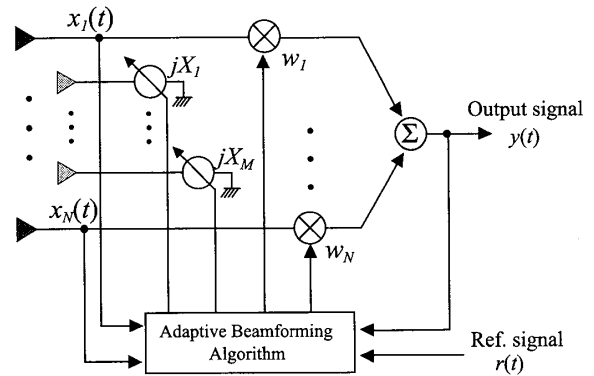 x1(t)
w1
jX1
Output signal
y(t)
Σ
jXM
xN(t)
wN
Adaptive Beamforming
Algorithm
Ref. signal
r(t)